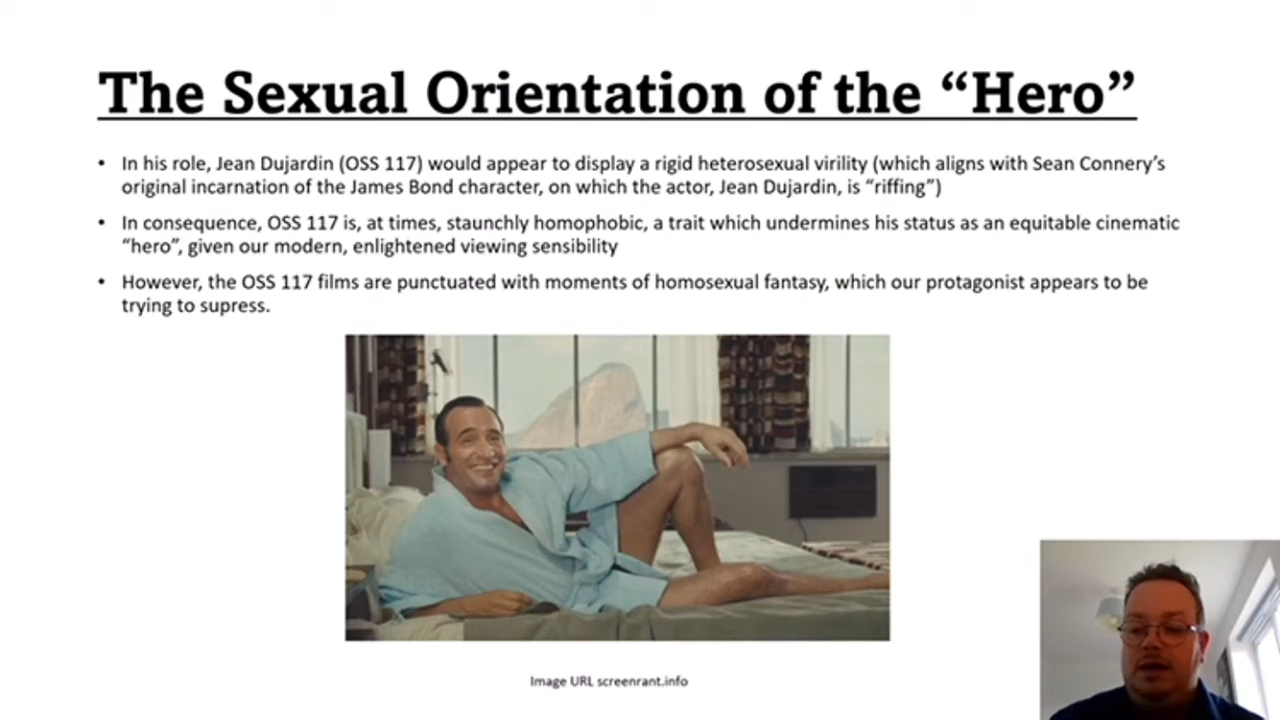 The Sexual Orientation of the “Hero”
• In his role, Jean Dujardin (OSS 117) would appear to display a rigid heterosexual virility (which aligns with Sean Connery’s
original incarnation of the James Bond character, on which the actor, Jean Dujardin, is “riffing”)
• In consequence, OSS 117 is, at times, staunchly homophobic, a trait which undermines his status as an equitable cinematic
“hero”, given our modern, enlightened viewing sensibility
• However, the OSS 117 films are punctuated with moments of homosexual fantasy, which our protagonist appears to be
trying to supress.
Image URL screenrant.info